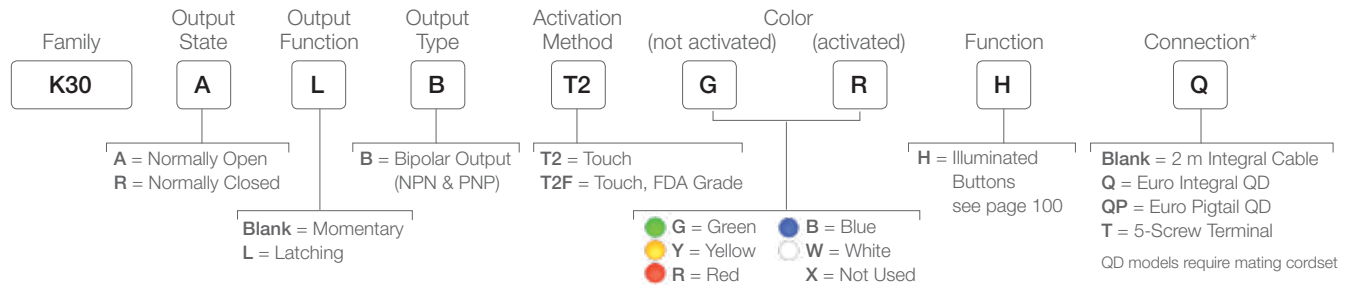 Family
Output
State
Output
Function
Output
Type
Activation
Method
Color
(not activated)
(activated)
Function
Connection*
K30
A
L
B
T2
G
R
H
Q
A = Normally Open
R = Normally Closed
Blank = Momentary
L = Latching
B = Bipolar Output
(NPN & PNP)
T2 = Touch
T2F = Touch, FDA Grade
G = Green
Y = Yellow
R = Red
B = Blue
W = White
X = Not Used
H = Illuminated
Buttons
see page 100
Blank = 2 m Integral Cable
Q = Euro Integral QD
QP = Euro Pigtail QD
T = 5-Screw Terminal
QD models require mating cordset